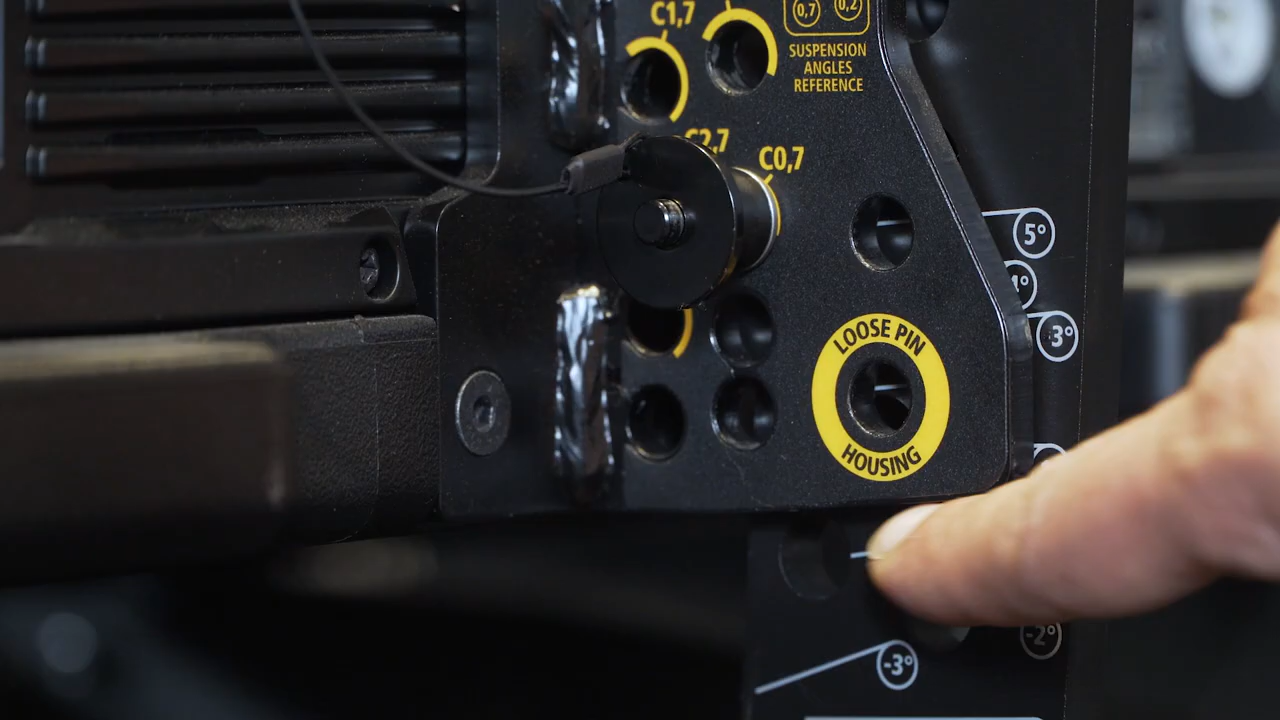 C1,7
0,7
0,2
SUSPENSION
ANGLES
REFERENCE
C2,7
C0,7
5°
3°
LOOSE PIN
HOUSING
-2°
-3°